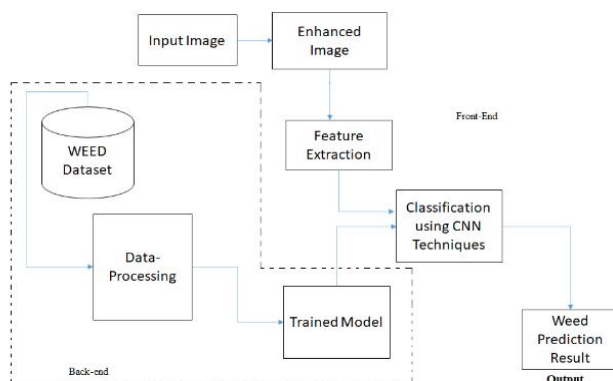 Input Image
Enhanced
Image
Front-End
WEED
Dataset
Feature
Extraction
Classification
using CNN
Techniques
Data-
Processing
Trained Model
Weed
Prediction
Result
Back-end
Output